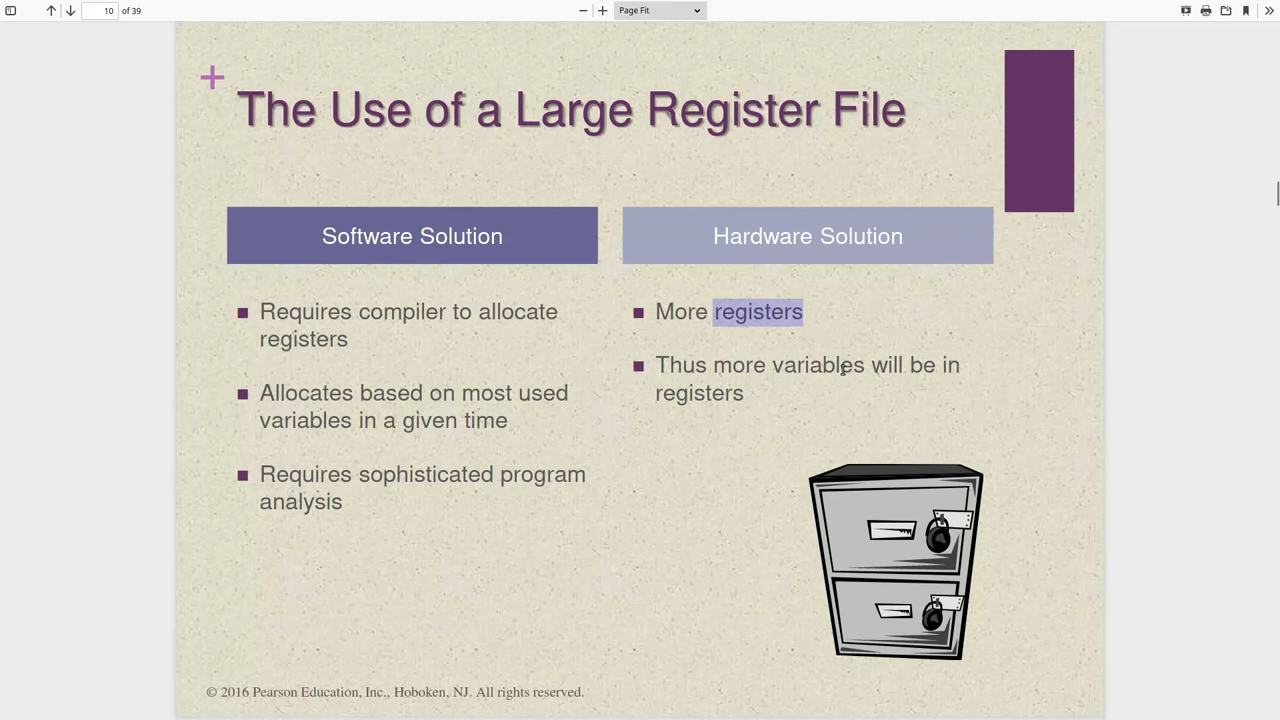 10 of 39
Page Fit
+
The Use of a Large Register File
Software Solution
Requires compiler to allocate
registers
Allocates based on most used
variables in a given time
Requires sophisticated program
analysis
Hardware Solution
More registers
Thus more variables will be in
registers
© 2016 Pearson Education, Inc., Hoboken, NJ. All rights reserved.